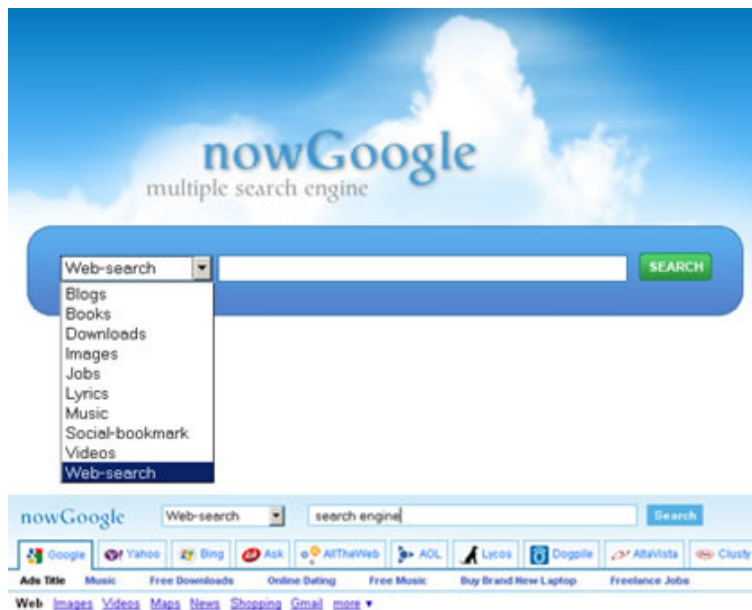 nowGoogle
multiple search engine
Web-search SEARCH
Blogs
Books
Downloads
Images
Jobs
Lyrics
Music
Social-bookmark
Videos
Web-search
nowGoogle Web-search search engine Search
Google Yahoo Bing Ask AllTheWeb AOL Lycos Dogpile AltaVista Clusty
Ads Title Music Free Downloads Online Dating Free Music Buy Brand New Laptop Freelance Jobs
Web Images Videos Maps News Shopping Gmail more ▼